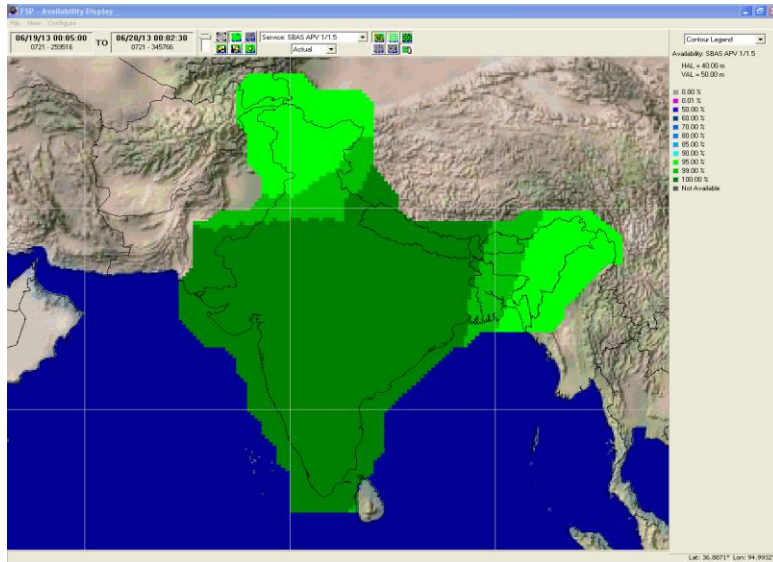 FSP - Availability Display
File View Configure
06/19/13 00:05:00
0721 - 259516
TO
06/20/13 00:02:30
0721 - 345766
Service: SBAS APV 1/1.5
Actual
Contour Legend
Availability: SBAS APV 1/1.5
HAL = 40.00 m
VAL = 50.00 m
0.00 %
0.01 %
50.00 %
60.00 %
70.00 %
80.00 %
85.00 %
90.00 %
95.00 %
99.00 %
100.00 %
Not Available
Lat: 36.8871° Lon: 94.9932°